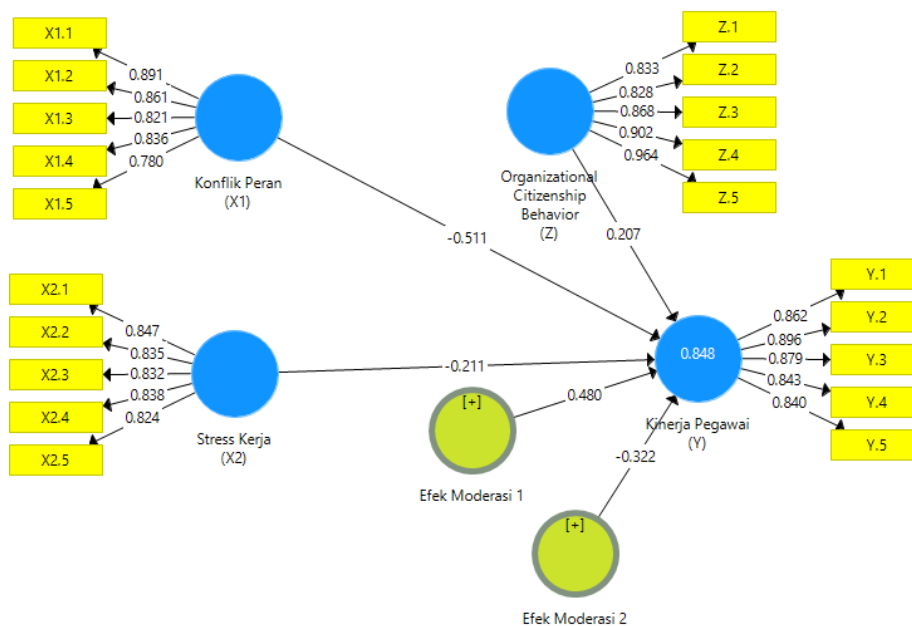 X1.1
X1.2
X1.3
X1.4
X1.5
0.891
0.861
0.821
0.836
0.780
Konflik Peran
(X1)
Z.1
Z.2
Z.3
Z.4
Z.5
0.833
0.828
0.868
0.902
0.964
Organizational
Citizenship
Behavior
(Z)
-0.511
0.207
X2.1
X2.2
X2.3
X2.4
X2.5
0.847
0.835
0.832
0.838
0.824
Stress Kerja
(X2)
-0.211
Y.1
Y.2
Y.3
Y.4
Y.5
0.862
0.896
0.879
0.843
0.840
0.848
Kinerja Pegawai
(Y)
[+]
0.480
Efek Moderasi 1
-0.322
[+]
Efek Moderasi 2